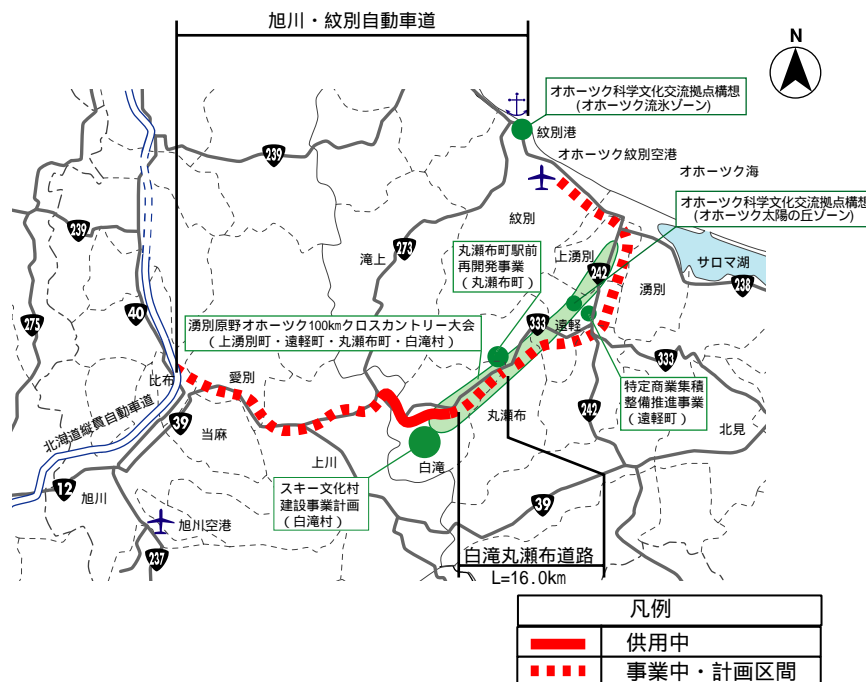 旭川・紋別自動車道
N
オホーツク科学文化交流拠点構想
(オホーツク流氷ゾーン)
紋別港
オホーツク紋別空港
オホーツク海
239
オホーツク科学文化交流拠点構想
(オホーツク太陽の丘ゾーン)
紋別
239
273
滝上
丸瀬布町駅前
再開発事業
(丸瀬布町)
上湧別
242
湧別
サロマ湖
238
275
40
湧別原野オホーツク100kmクロスカントリー大会
(上湧別町・遠軽町・丸瀬布町・白滝村)
333
遠軽
333
比布
愛別
特定商業集積
整備推進事業
(遠軽町)
北海道縦貫自動車道
39
当麻
丸瀬布
242
北見
上川
白滝
12
旭川
スキー文化村
建設事業計画
(白滝村)
39
旭川空港
237
白滝丸瀬布道路
L=16.0km
凡例
供用中
事業中・計画区間